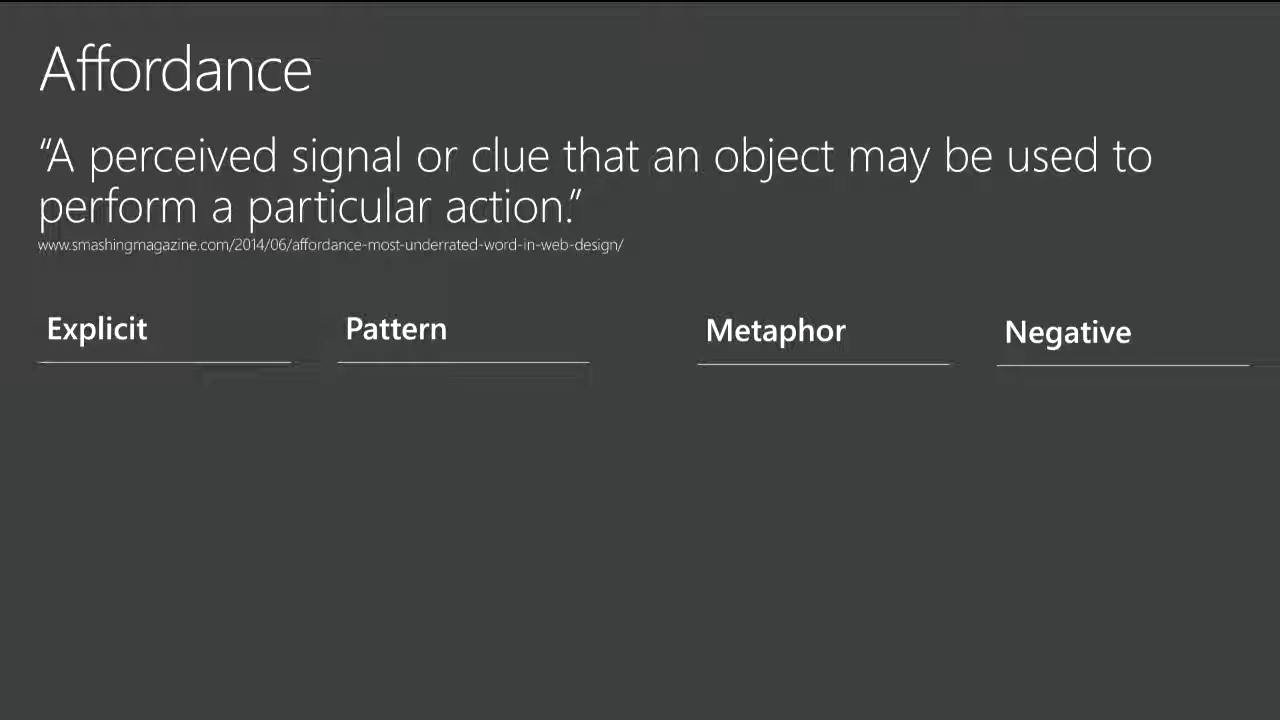 Affordance
“A perceived signal or clue that an object may be used to
perform a particular action.”
www.smashingmagazine.com/2014/06/affordance-most-underrated-word-in-web-design/
Explicit Pattern Metaphor Negative